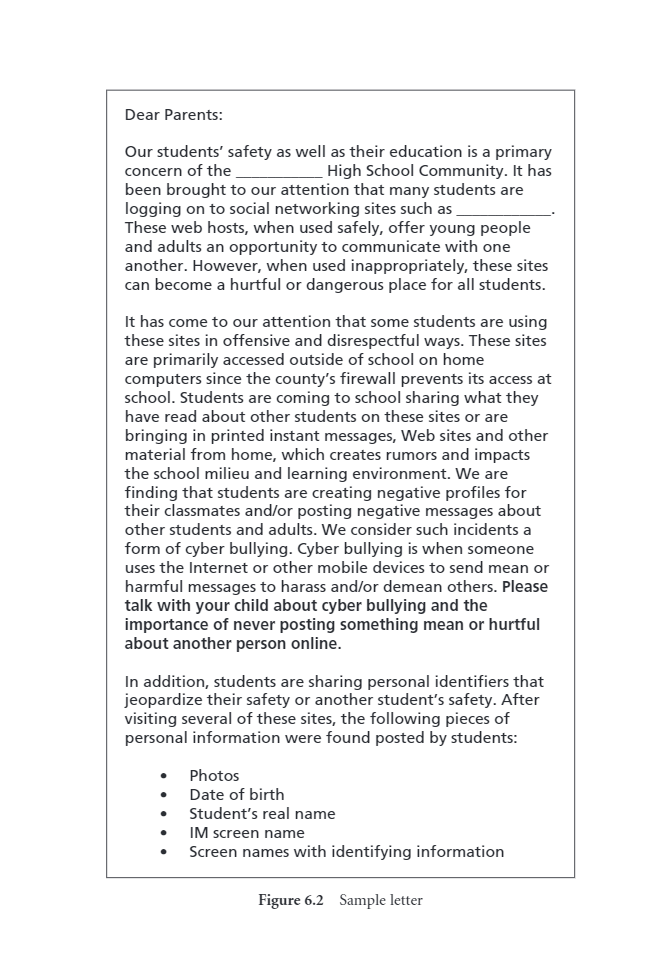 Dear Parents:
Our students’ safety as well as their education is a primary
concern of the ___________ High School Community. It has
been brought to our attention that many students are
logging on to social networking sites such as ____________.
These web hosts, when used safely, offer young people
and adults an opportunity to communicate with one
another. However, when used inappropriately, these sites
can become a hurtful or dangerous place for all students.
It has come to our attention that some students are using
these sites in offensive and disrespectful ways. These sites
are primarily accessed outside of school on home
computers since the county’s firewall prevents its access at
school. Students are coming to school sharing what they
have read about other students on these sites or are
bringing in printed instant messages, Web sites and other
material from home, which creates rumors and impacts
the school milieu and learning environment. We are
finding that students are creating negative profiles for
their classmates and/or posting negative messages about
other students and adults. We consider such incidents a
form of cyber bullying. Cyber bullying is when someone
uses the Internet or other mobile devices to send mean or
harmful messages to harass and/or demean others. Please
talk with your child about cyber bullying and the
importance of never posting something mean or hurtful
about another person online.
In addition, students are sharing personal identifiers that
jeopardize their safety or another student’s safety. After
visiting several of these sites, the following pieces of
personal information were found posted by students:
• Photos
• Date of birth
• Student’s real name
• IM screen name
• Screen names with identifying information
Figure 6.2 Sample letter